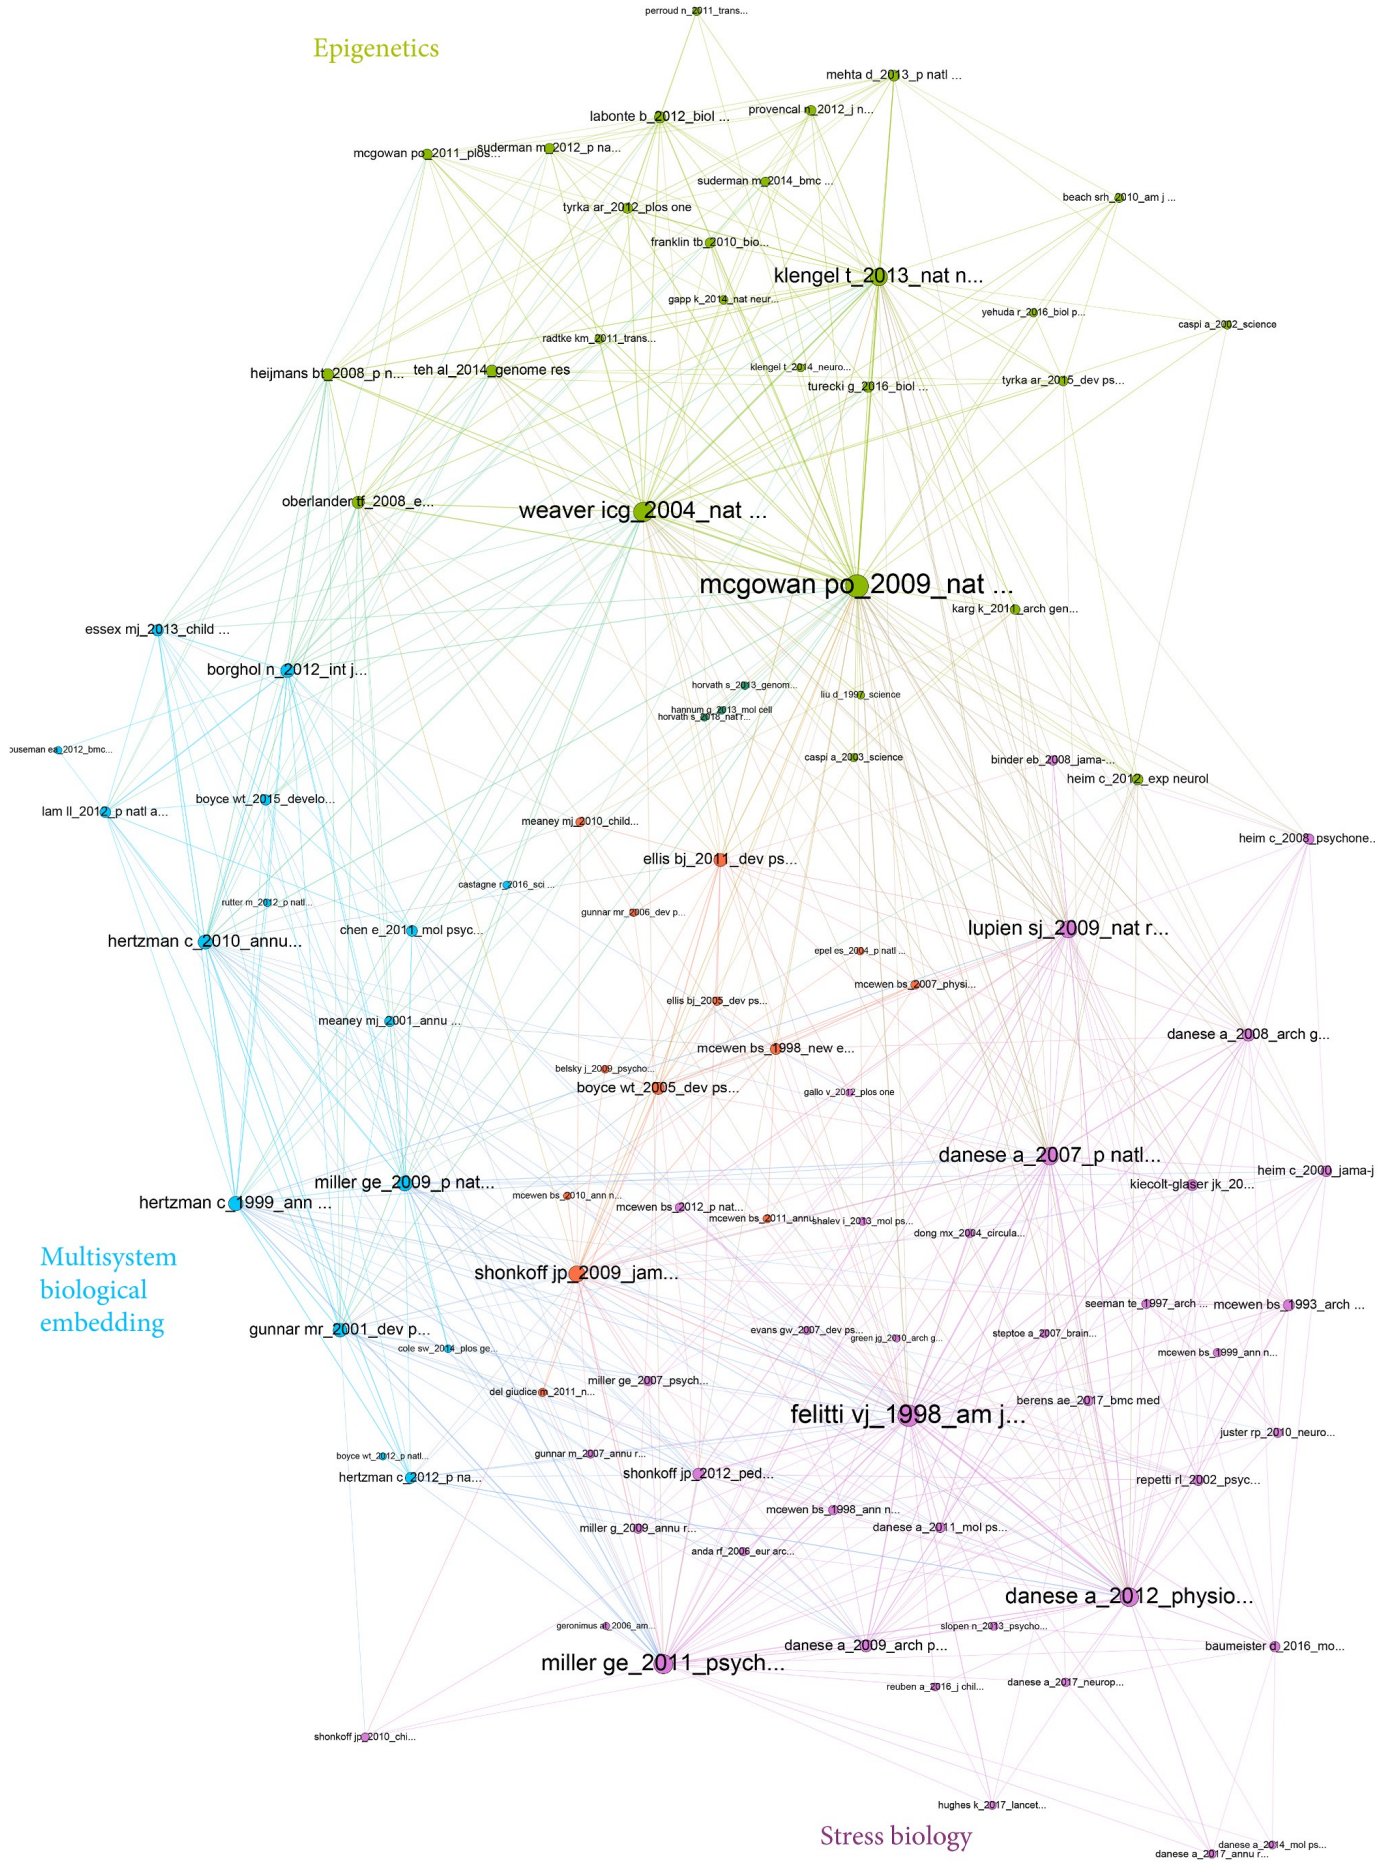 perroud n_2011_trans...
Epigenetics
mehta d_2013_p natl ...
provencal n_2012_j n...
labonte b_2012_biol ...
suderman m_2012_p na...
mcgowan po_2011_plos...
suderman m_2014_bmc ...
beach srh_2010_am j ...
tyrka ar_2012_plos one
franklin tb_2010_bio...
klengel t_2013_nat n...
gapp k_2014_nat neur...
yehuda r_2016_biol p...
caspi a_2002_science
radtke km_2011_trans...
klengel t_2014_neuro...
heijmans bt_2008_p n...
teh al_2014_genome res
turecki g_2016_biol ...
tyrka ar_2015_dev ps...
oberlander tf_2008_e...
weaver icg_2004_nat ...
mcgowan po_2009_nat ...
karg k_2011_arch gen...
essex mj_2013_child ...
borghol n_2012_int j...
horvath s_2013_genom...
liu d_1997_science
hannum g_2013_mol cell
horvath s_2018_nat r...
ouseman ea_2012_bmc...
caspi a_2003_science
binder eb_2008_jama-...
heim c_2012_exp neurol
boyce wt_2015_develo...
lam ll_2012_p natl a...
meaney mj_2010_child...
heim c_2008_psychone...
ellis bj_2011_dev ps...
castagne r_2016_sci ...
rutter m_2012_p natl...
gunnar mr_2006_dev p...
chen e_2011_mol psyc...
lupien sj_2009_nat r...
hertzman c_2010_annu...
epel es_2004_p natl ...
mcewen bs_2007_physi...
ellis bj_2005_dev ps...
meaney mj_2001_annu ...
danese a_2008_arch g...
mcewen bs_1998_new e...
belsky j_2009_psycho...
boyce wt_2005_dev ps...
gallo v_2012_plos one
danese a_2007_p natl...
heim c_2000_jama-j
miller ge_2009_p nat...
kiecolt-glaser jk_20...
hertzman c_1999_ann ...
mcewen bs_2010_ann n...
mcewen bs_2012_p nat...
mcewen bs_2011_annu
shalev i_2013_mol ps...
dong mx_2004_circula...
Multisystem
biological
embedding
shonkoff jp_2009_jam...
seeman te_1997_arch ...
mcewen bs_1993_arch ...
gunnar mr_2001_dev p...
evans gw_2007_dev ps...
green jg_2010_arch g...
steptoe a_2007_brain...
cole sw_2014_plos ge...
mcewen bs_1999_ann n...
miller ge_2007_psych...
del giudice m_2011_n...
berens ae_2017_bmc med
felitti vj_1998_am j...
juster rp_2010_neuro...
boyce wt_2012_p natl...
gunnar m_2007_annu r...
hertzman c_2012_p na...
shonkoff jp_2012_ped...
repetti rl_2002_psyc...
mcewen bs_1998_ann n...
miller g_2009_annu r...
danese a_2011_mol ps...
anda rf_2006_eur arc...
danese a_2012_physio...
geronimus at_2006_am...
slopen n_2013_psycho...
danese a_2009_arch p...
baumeister d_2016_mo...
miller ge_2011_psych...
reuben a_2016_j chil...
danese a_2017_neurop...
shonkoff jp_2010_chi...
hughes k_2017_lancet...
Stress biology
danese a_2014_mol ps...
danese a_2017_annu r...